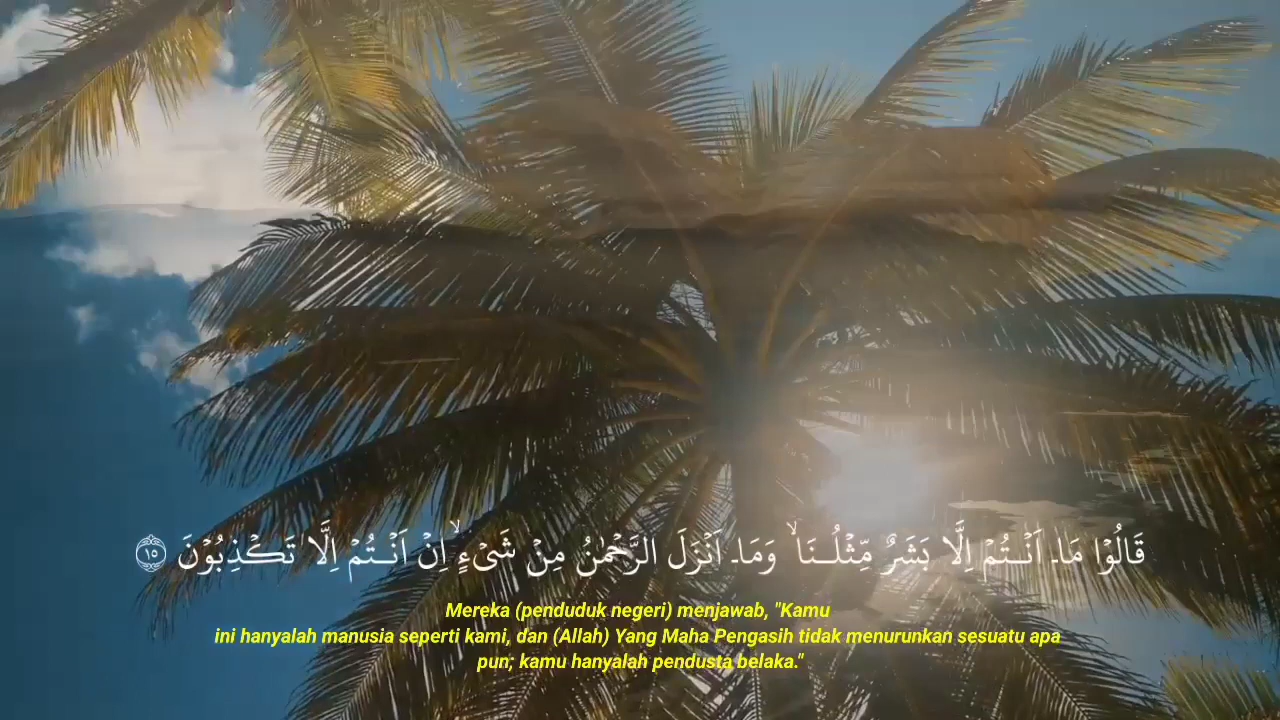 قَالُوْا مَآ اَنْتُمْ اِلَّا بَشَرٌ مِّثْلُنَاۙ وَمَآ اَنْزَلَ الرَّحْمٰنُ مِنْ شَيْءٍۙ اِنْ اَنْتُمْ اِلَّا تَكْذِبُوْنَ ١٥
Mereka (penduduk negeri) menjawab, "Kamu
ini hanyalah manusia seperti kami, dan (Allah) Yang Maha Pengasih tidak menurunkan sesuatu apa
pun; kamu hanyalah pendusta belaka."